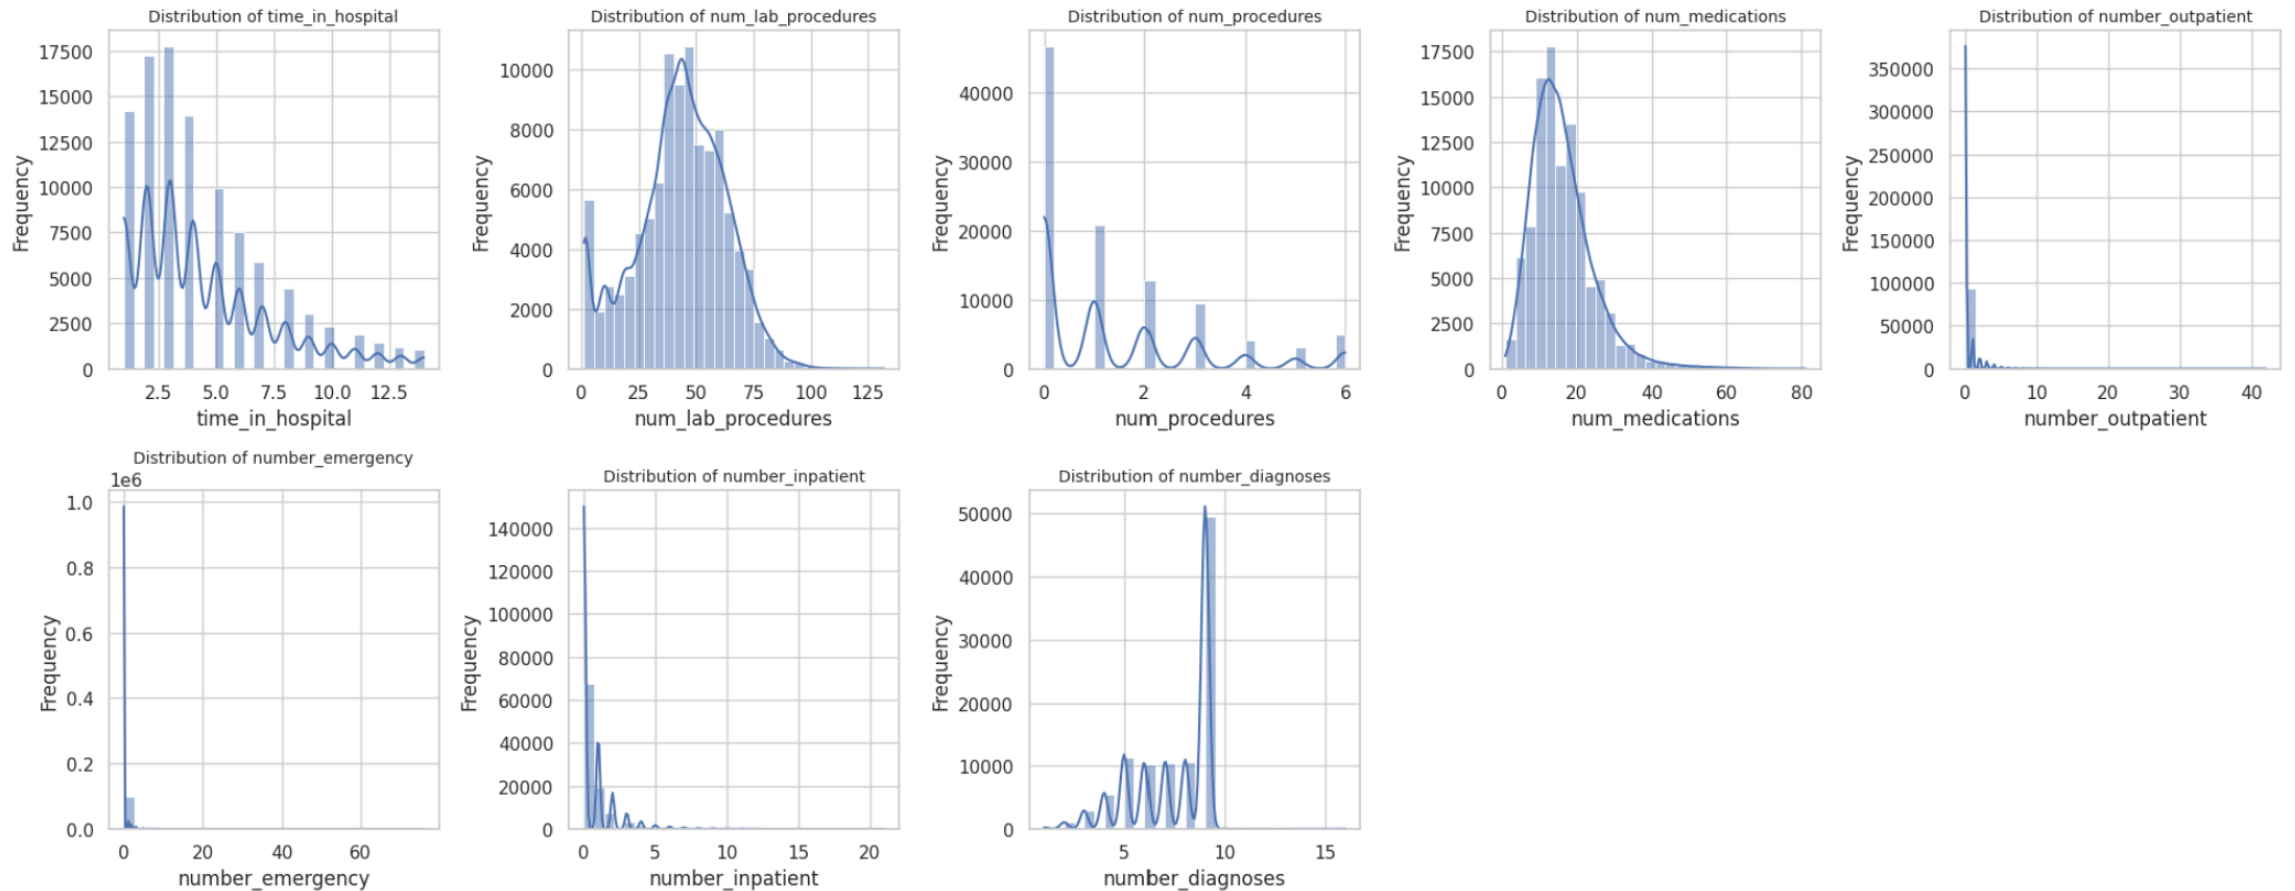 Distribution of time_in_hospital
17500
15000
12500
10000
7500
5000
2500
0
Frequency
2.5 5.0 7.5 10.0 12.5
time_in_hospital
Distribution of num_lab_procedures
10000
8000
6000
4000
2000
0
Frequency
0 25 50 75 100 125
num_lab_procedures
Distribution of num_procedures
40000
30000
20000
10000
0
Frequency
0 2 4 6
num_procedures
Distribution of num_medications
17500
15000
12500
10000
7500
5000
2500
0
Frequency
0 20 40 60 80
num_medications
Distribution of number_outpatient
350000
300000
250000
200000
150000
100000
50000
0
Frequency
0 10 20 30 40
number_outpatient
Distribution of number_emergency
1e6
1.0
0.8
0.6
0.4
0.2
0.0
Frequency
0 20 40 60
number_emergency
Distribution of number_inpatient
140000
120000
100000
80000
60000
40000
20000
0
Frequency
0 5 10 15 20
number_inpatient
Distribution of number_diagnoses
50000
40000
30000
20000
10000
0
Frequency
5 10 15
number_diagnoses